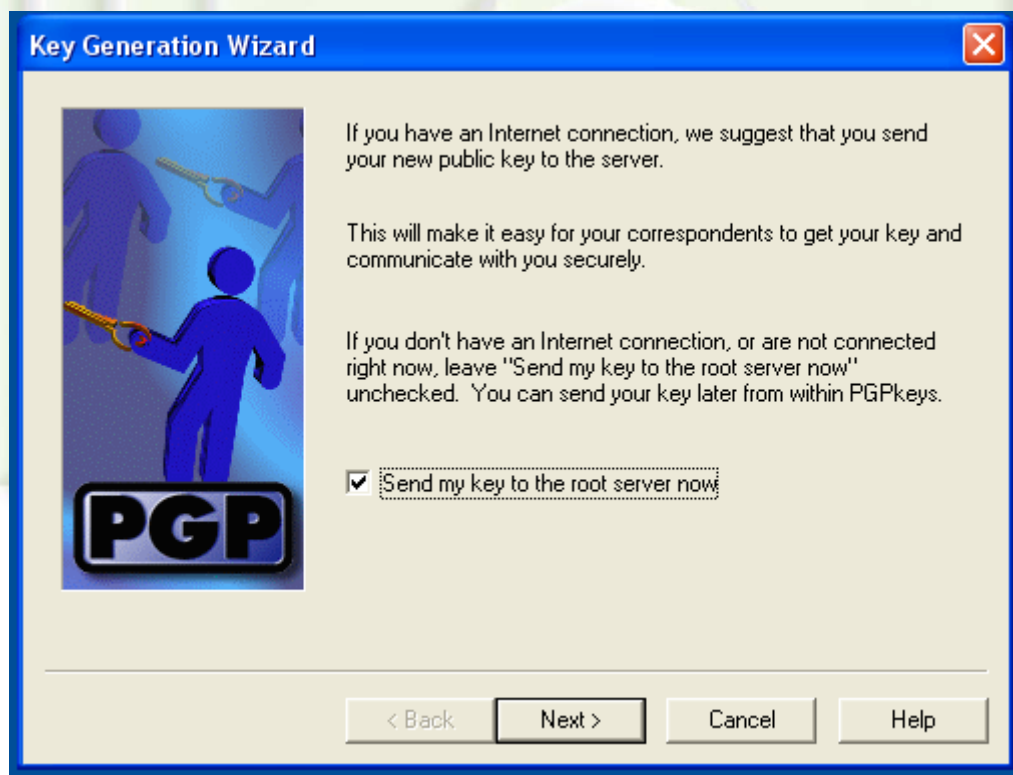 Key Generation Wizard
If you have an Internet connection, we suggest that you send
your new public key to the server.
This will make it easy for your correspondents to get your key and
communicate with you securely.
If you don't have an Internet connection, or are not connected
right now, leave "Send my key to the root server now"
unchecked.  You can send your key later from within PGPkeys.
Send my key to the root server now
PGP
< Back
Next >
Cancel
Help